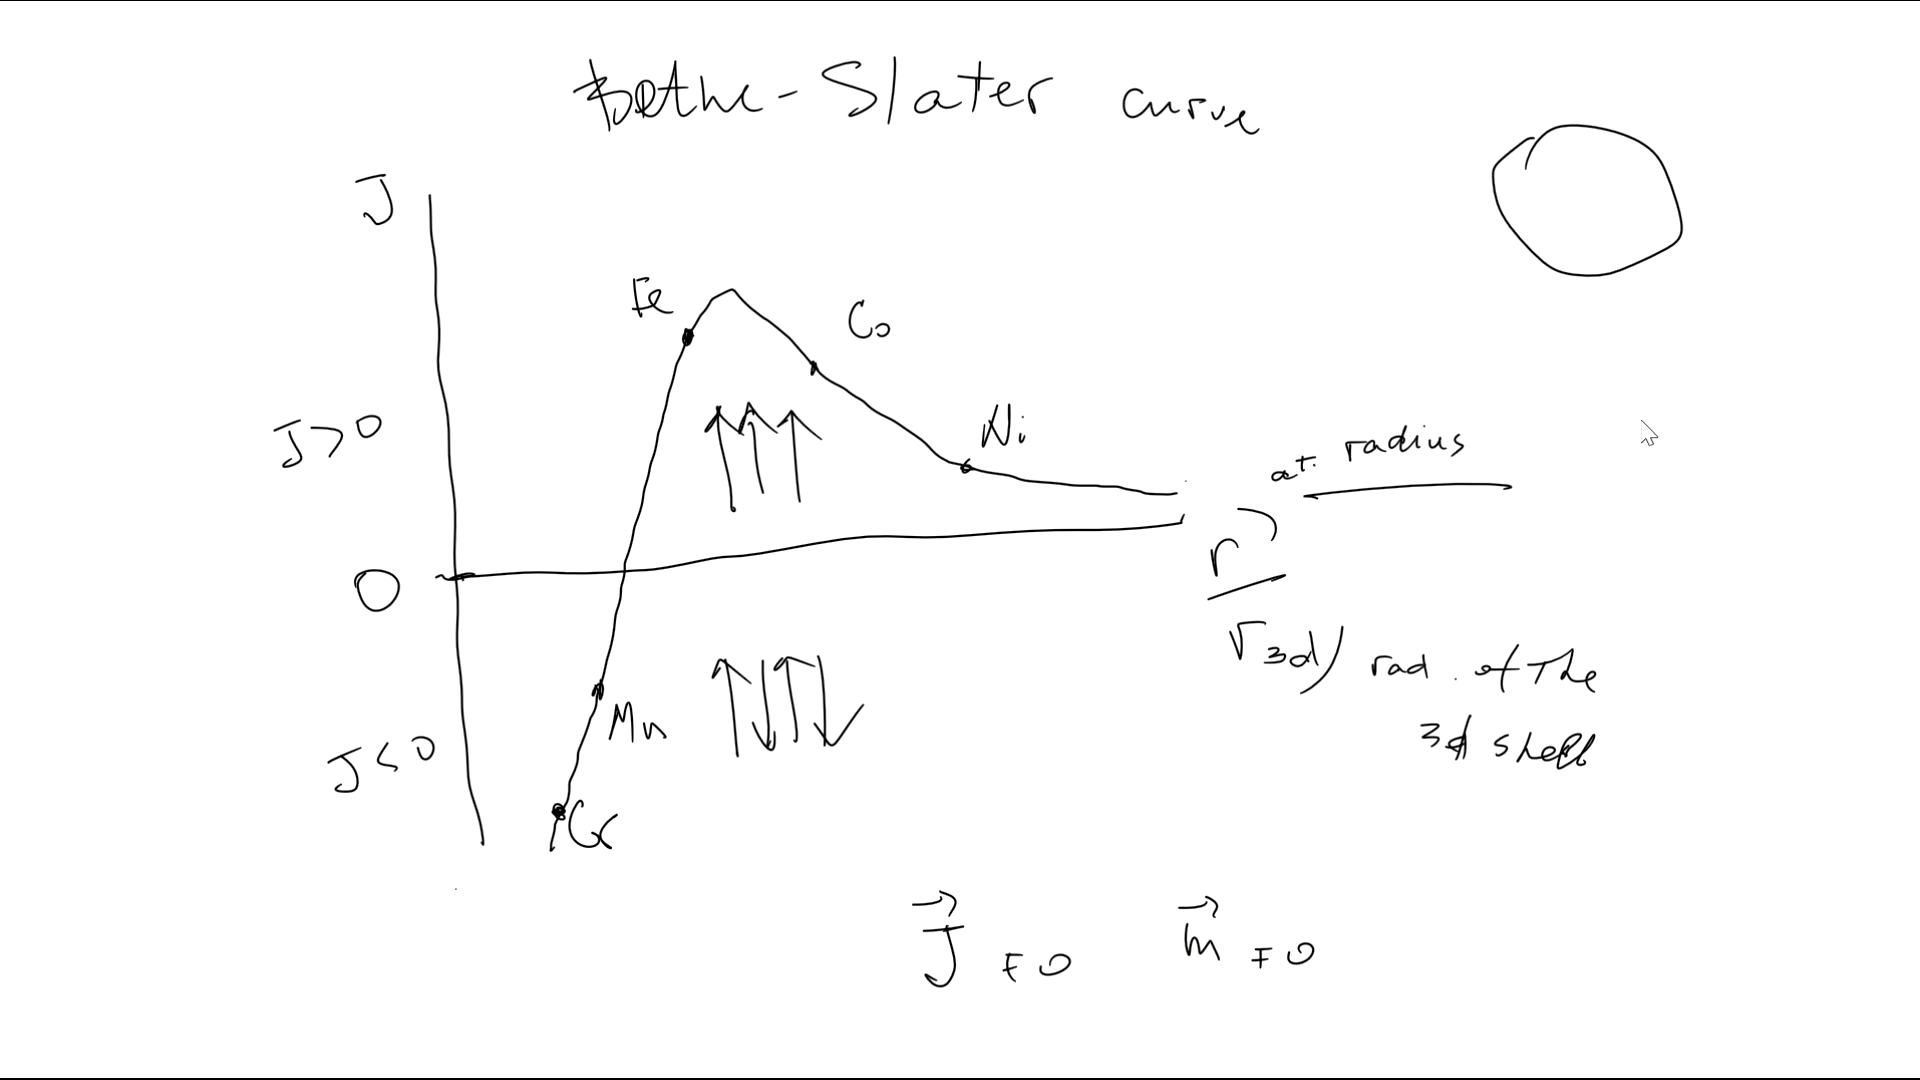 Bethe-Slater curve
J
Fe
Co
J>0
Ni
at. radius
r
0
r3d
rad. of the
3d shell
Mn
J<0
Cr
J ≠ 0
m ≠ 0